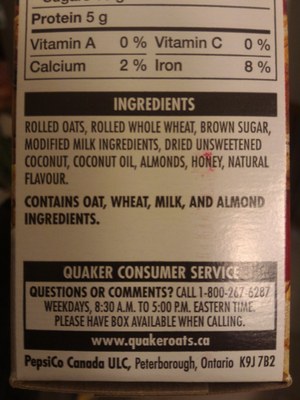 Protein 5 g
Vitamin A 0 % Vitamin C 0 %
Calcium 2 % Iron 8 %
INGREDIENTS
ROLLED OATS, ROLLED WHOLE WHEAT, BROWN SUGAR,
MODIFIED MILK INGREDIENTS, DRIED UNSWEETENED
COCONUT, COCONUT OIL, ALMONDS, HONEY, NATURAL
FLAVOUR.
CONTAINS OAT, WHEAT, MILK, AND ALMOND
INGREDIENTS.
QUAKER CONSUMER SERVICE
QUESTIONS OR COMMENTS? CALL 1-800-267-6287
WEEKDAYS, 8:30 A.M. TO 5:00 P.M. EASTERN TIME.
PLEASE HAVE BOX AVAILABLE WHEN CALLING.
www.quakeroats.ca
PepsiCo Canada ULC, Peterborough, Ontario K9J 7B2